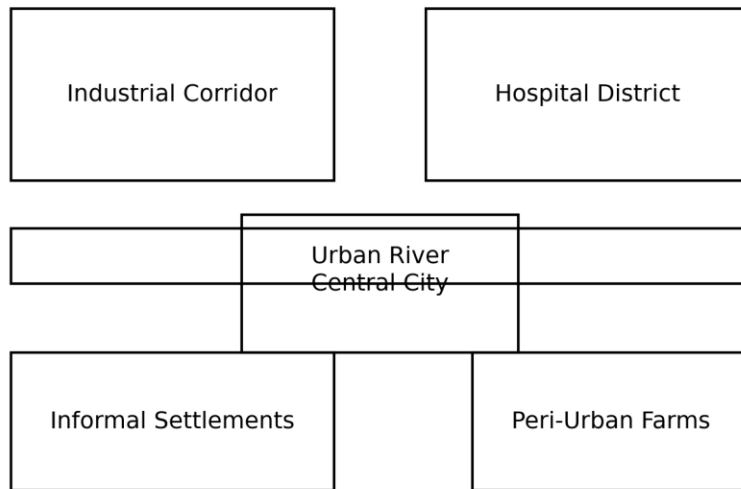 Industrial Corridor
Hospital District
Urban River
Central City
Informal Settlements
Peri-Urban Farms